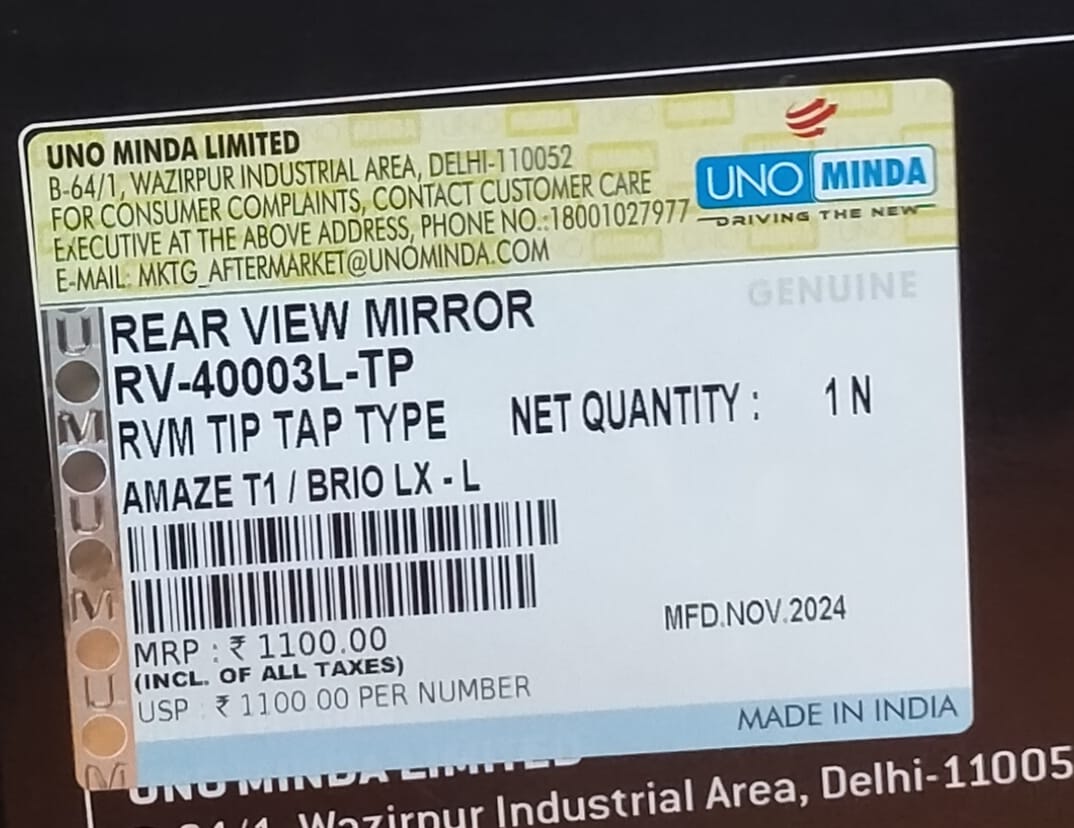 UNO MINDA LIMITED
B-64/1, WAZIRPUR INDUSTRIAL AREA, DELHI-110052
FOR CONSUMER COMPLAINTS, CONTACT CUSTOMER CARE
EXECUTIVE AT THE ABOVE ADDRESS, PHONE NO.:18001027977
E-MAIL: MKTG_AFTERMARKET@UNOMINDA.COM
UNO MINDA
DRIVING THE NEW
GENUINE
REAR VIEW MIRROR
RV-40003L-TP
RVM TIP TAP TYPE
NET QUANTITY : 1 N
AMAZE T1 / BRIO LX - L
MRP : ₹ 1100.00
(INCL. OF ALL TAXES)
USP : ₹ 1100.00 PER NUMBER
MFD.NOV.2024
MADE IN INDIA
UNO MINDA LIMITED
Wazirpur Industrial Area, Delhi-11005